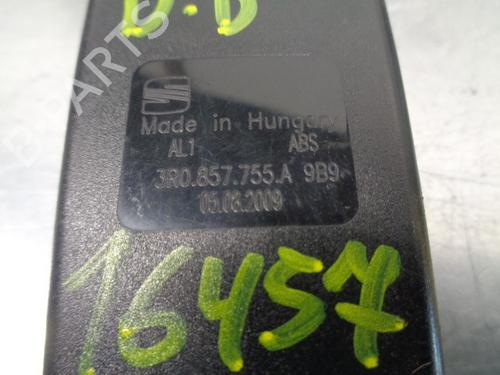 D.D
Made in Hungary
AL1 ABS
3R0.857.755.A 9B9
05.03.2009
16457